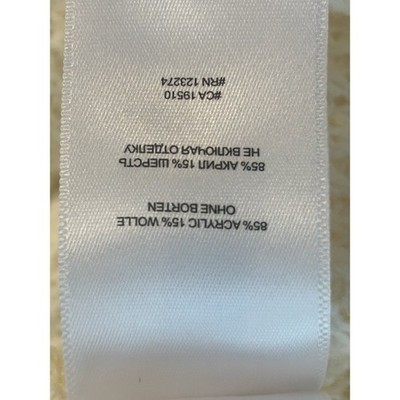 85% ACRYLIC 15% WOLLE
OHNE BORTEN
85% АКРИЛ 15% ШЕРСТЬ
НЕ ВКЛЮЧАЯ ОТДЕЛКУ
#CA 19510
#RN 123274